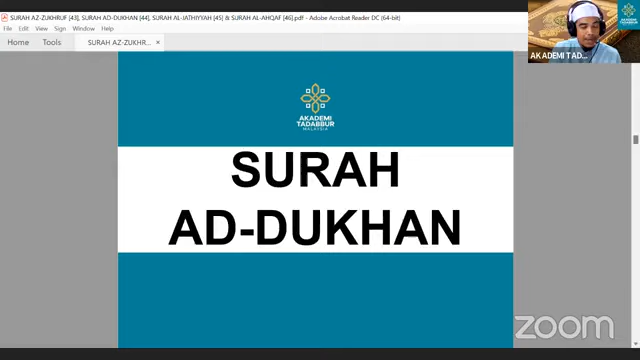 SURAH AZ-ZUKHRUF [43], SURAH AD-DUKHAN [44], SURAH AL-JATHIYYAH [45] & SURAH AL-AHQAF [46].pdf - Adobe Acrobat Reader DC (64-bit)
File Edit View Sign Window Help
Home Tools SURAH AZ-ZUKHR... ×
AKADEMI TAD...
AKADEMI
TADABBUR
MALAYSIA
SURAH
AD-DUKHAN
zoom